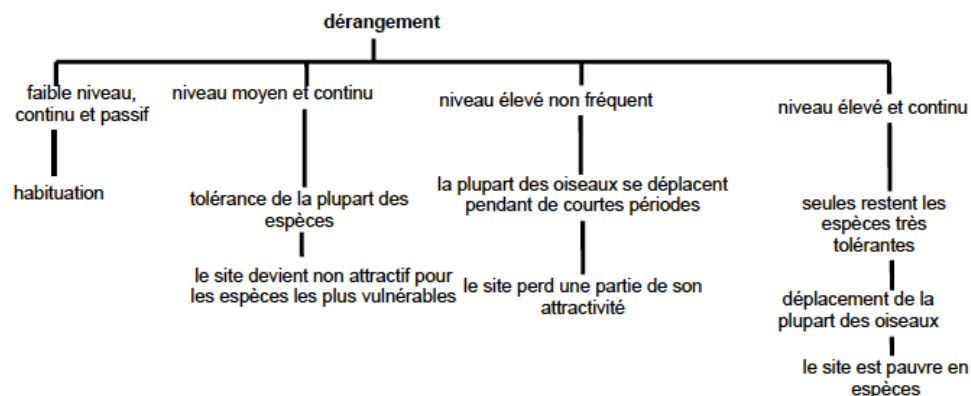 dérangement
faible niveau,
continu et passif
habituation
niveau moyen et continu
tolérance de la plupart des
espèces
le site devient non attractif pour
les espèces les plus vulnérables
niveau élevé non fréquent
la plupart des oiseaux se déplacent
pendant de courtes périodes
le site perd une partie de son
attractivité
niveau élevé et continu
seules restent les
espèces très
tolérantes
déplacement de la
plupart des oiseaux
le site est pauvre en
espèces